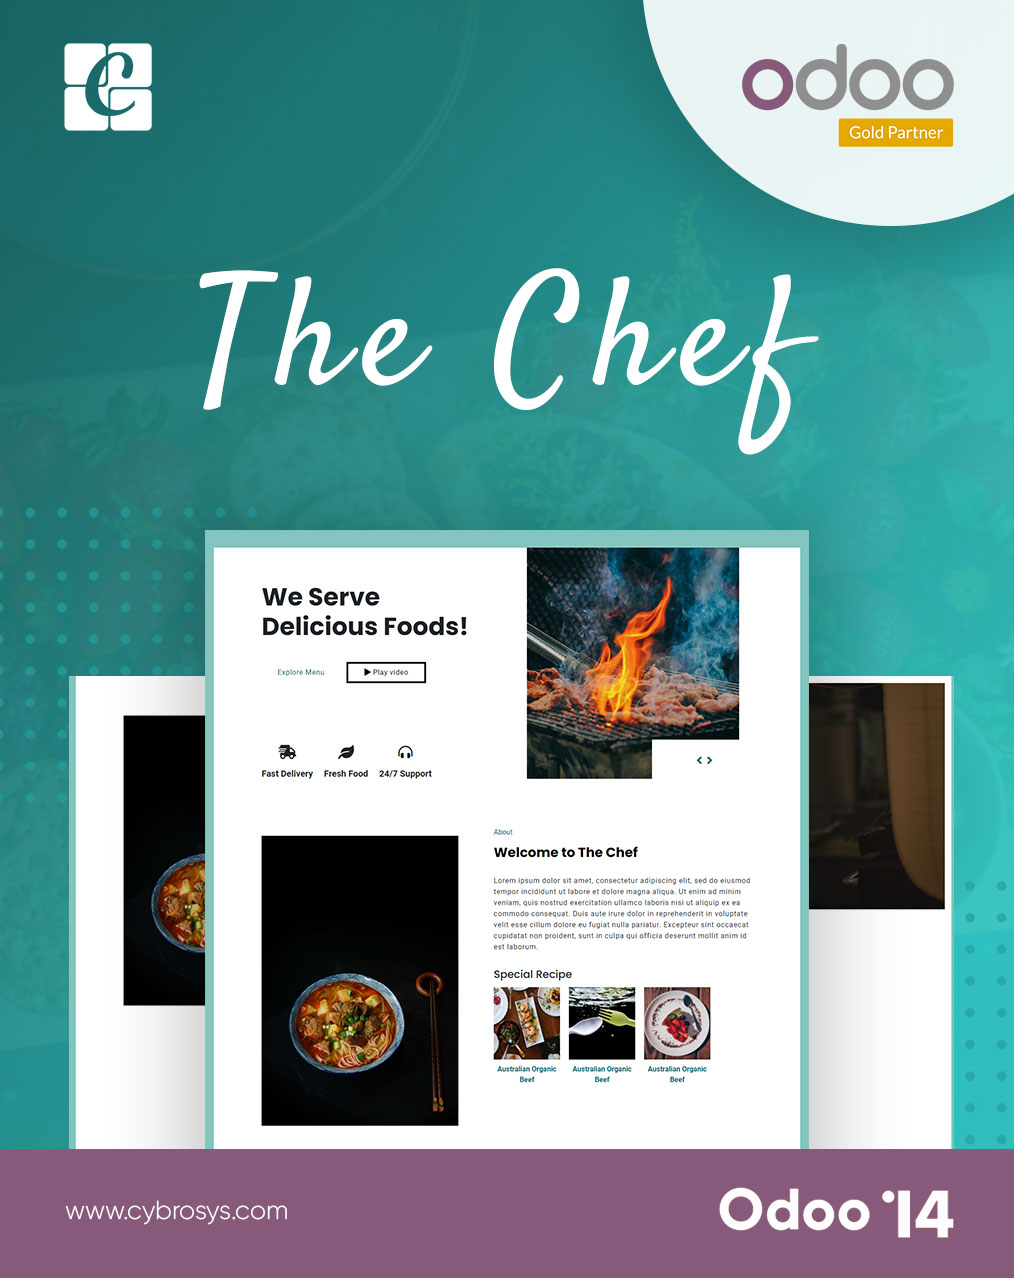 C
odoo
Gold Partner
The Chef
We Serve
Delicious Foods!
Explore Menu
Play video
Fast Delivery
Fresh Food
24/7 Support
About
Welcome to The Chef
Lorem ipsum dolor sit amet, consectetur adipiscing elit, sed do eiusmod
tempor incididunt ut labore et dolore magna aliqua. Ut enim ad minim
veniam, quis nostrud exercitation ullamco laboris nisi ut aliquip ex ea
commodo consequat. Duis aute irure dolor in reprehenderit in voluptate
velit esse cillum dolore eu fugiat nulla pariatur. Excepteur sint occaecat
cupidatat non proident, sunt in culpa qui officia deserunt mollit anim id
est laborum.
Special Recipe
Australian Organic
Beef
Australian Organic
Beef
Australian Organic
Beef
www.cybrosys.com
Odoo '14